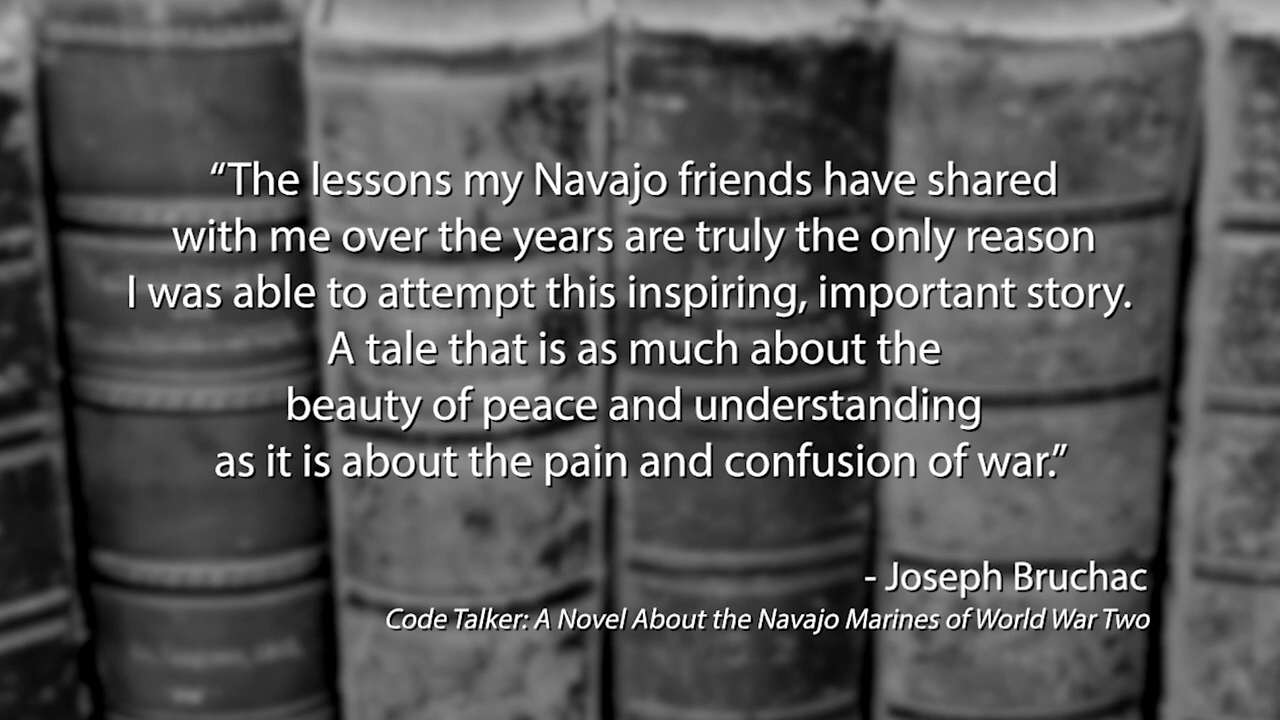 “The lessons my Navajo friends have shared
with me over the years are truly the only reason
I was able to attempt this inspiring, important story.
A tale that is as much about the
beauty of peace and understanding
as it is about the pain and confusion of war.”
- Joseph Bruchac
Code Talker: A Novel About the Navajo Marines of World War Two